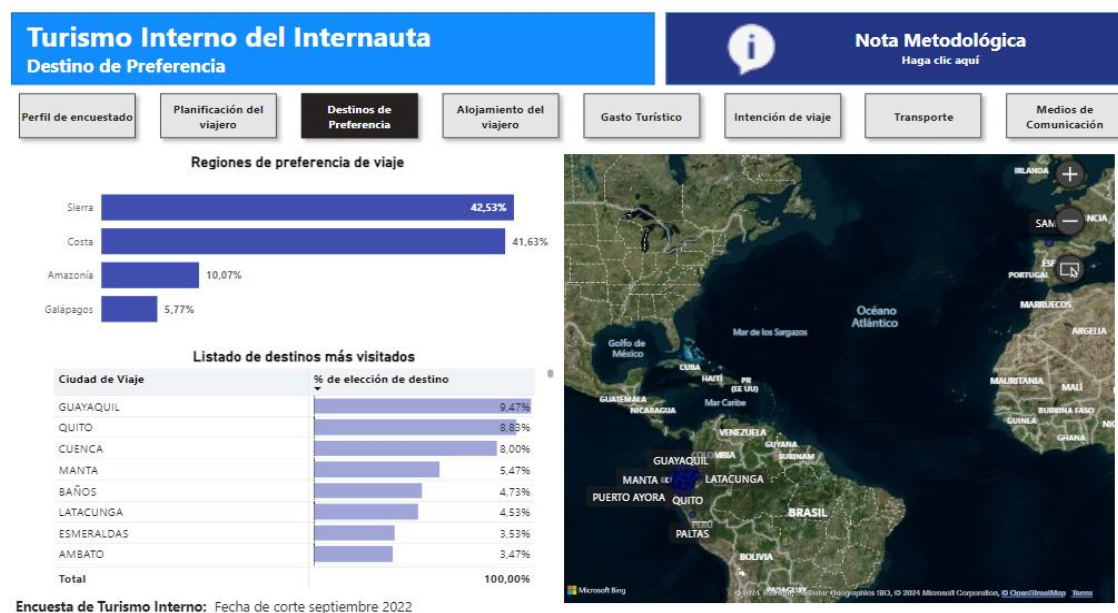 Turismo Interno del Internauta
Destino de Preferencia
Nota Metodológica
Haga clic aquí
Perfil de encuestado
Planificación del
viajero
Destinos de
Preferencia
Alojamiento del
viajero
Gasto Turístico
Intención de viaje
Transporte
Medios de
Comunicación
Regiones de preferencia de viaje
Sierra
42,53%
Costa
41,63%
Amazonía
10,07%
Galápagos
5,77%
Listado de destinos más visitados
Ciudad de Viaje
% de elección de destino
GUAYAQUIL
9,47%
QUITO
8,83%
CUENCA
8,00%
MANTA
5,47%
BAÑOS
4,73%
LATACUNGA
4,53%
ESMERALDAS
3,53%
AMBATO
3,47%
Total
100,00%
Encuesta de Turismo Interno: Fecha de corte septiembre 2022
IRLANDA
NCIA
PORTUGAL
MARRUECOS
Océano
Atlántico
ARGELIA
Mar de los Sargazos
Golfo de
México
CUBA
HAITÍ
PR
(EE UU)
MAURITANIA
MALÍ
GUATEMALA
NICARAGUA
Mar Caribe
BURKINA FASO
GUINEA
GHANA
VENEZUELA
GUYANA
SURINAM
GUAYAQUIL
MANTA
LATACUNGA
PUERTO AYORA
QUITO
BRASIL
PERÚ
PALTAS
BOLIVIA
PARAGUAY
Microsoft Bing
© 2024 Microsoft Corporation, © OpenStreetMap Terms